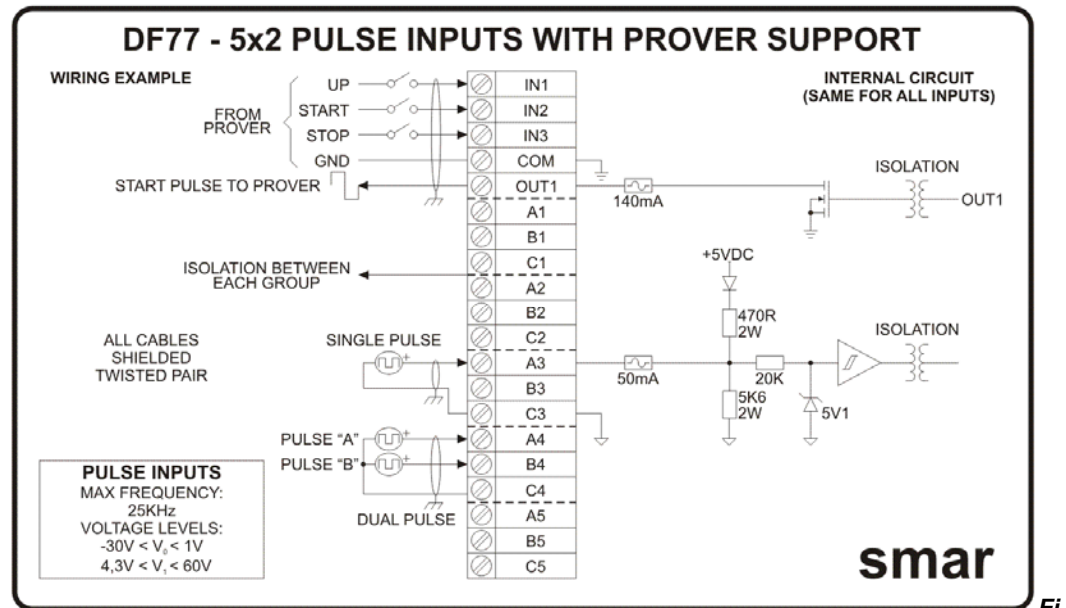 DF77 - 5x2 PULSE INPUTS WITH PROVER SUPPORT
WIRING EXAMPLE
INTERNAL CIRCUIT
(SAME FOR ALL INPUTS)
FROM
PROVER
UP
START
STOP
GND
START PULSE TO PROVER
ISOLATION BETWEEN
EACH GROUP
ALL CABLES
SHIELDED
TWISTED PAIR
SINGLE PULSE
+
PULSE "A"
+
PULSE "B"
+
DUAL PULSE
IN1
IN2
IN3
COM
OUT1
A1
B1
C1
A2
B2
C2
A3
B3
C3
A4
B4
C4
A5
B5
C5
140mA
ISOLATION
OUT1
+5VDC
470R
2W
50mA
20K
5K6
2W
5V1
ISOLATION
PULSE INPUTS
MAX FREQUENCY:
25KHz
VOLTAGE LEVELS:
-30V < V₀ < 1V
4,3V < V₁ < 60V
smar
Fi